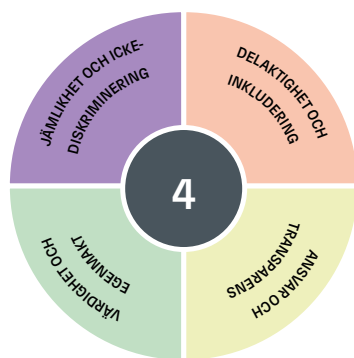 JÄMLIKHET OCH ICKE-
DISKRIMINERING
DELAKTIGHET OCH
INKLUDERING
4
VÄRDIGHET OCH
EGENMAKT
ANSVAR OCH
TRANSPARENS